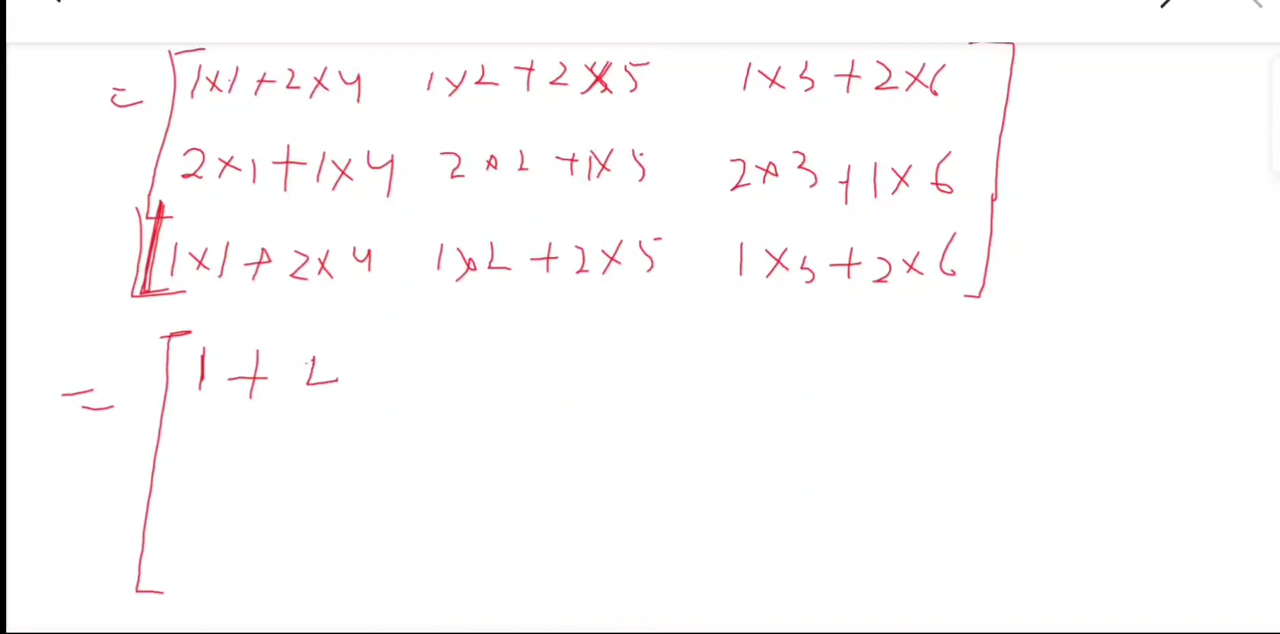 = [1×1+2×4 1×2+2×5 1×3+2×6
2×1+1×4 2×2+1×5 2×3+1×6
1×1+2×4 1×2+2×5 1×3+2×6]
= [1+2